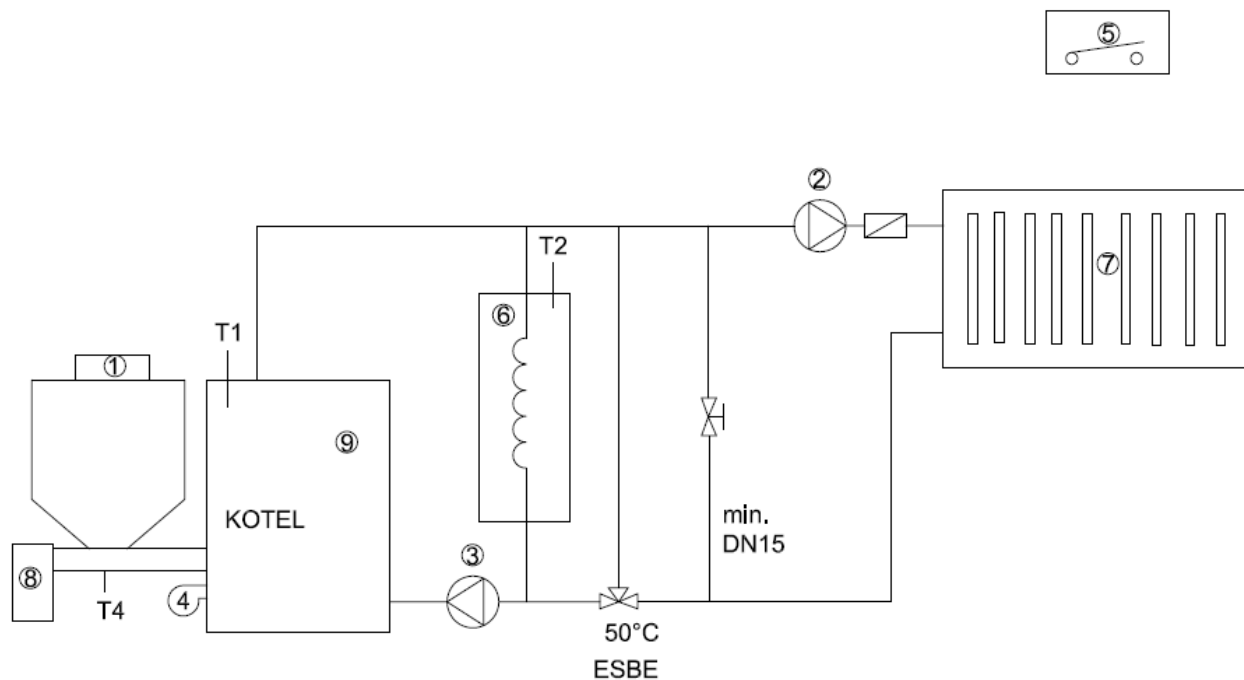 ⑤
②
T2
⑥
⑦
T1
①
⑨
KOTEL
min.
DN15
③
⑧
T4
4
50°C
ESBE